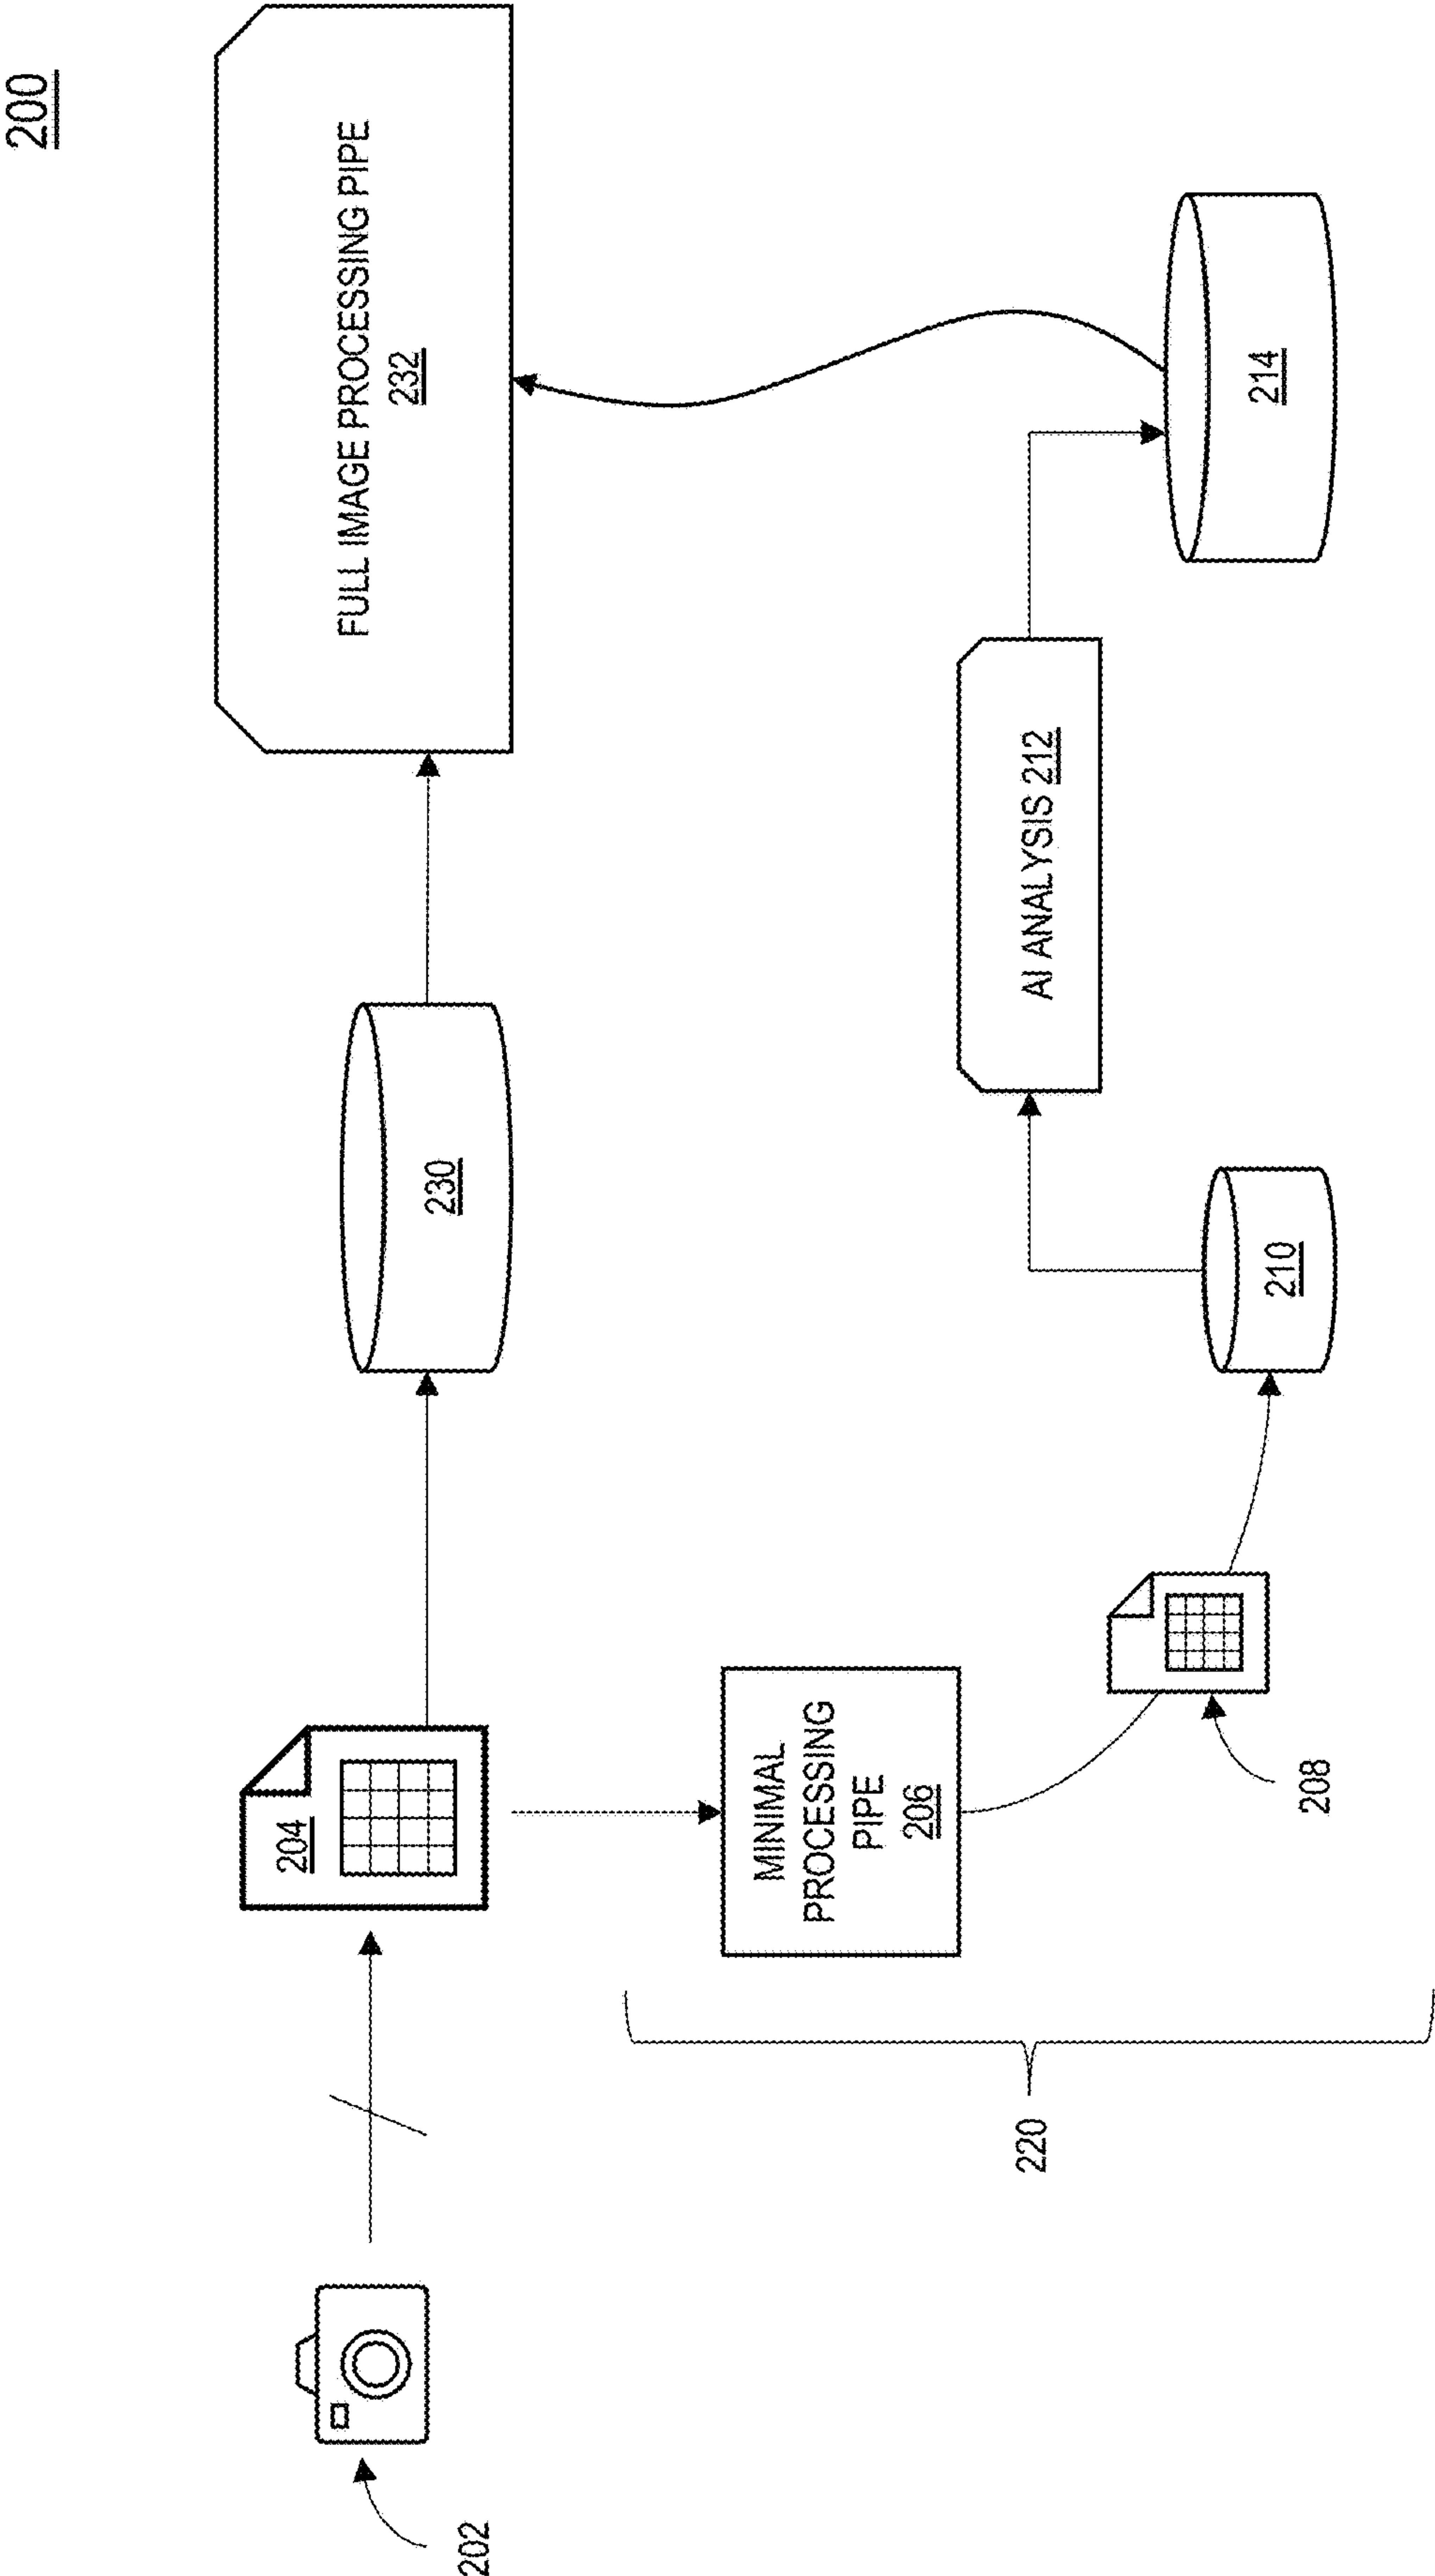 200
FULL IMAGE PROCESSING PIPE
232
230
204
202
AI ANALYSIS 212
214
210
MINIMAL
PROCESSING
PIPE
206
208
220